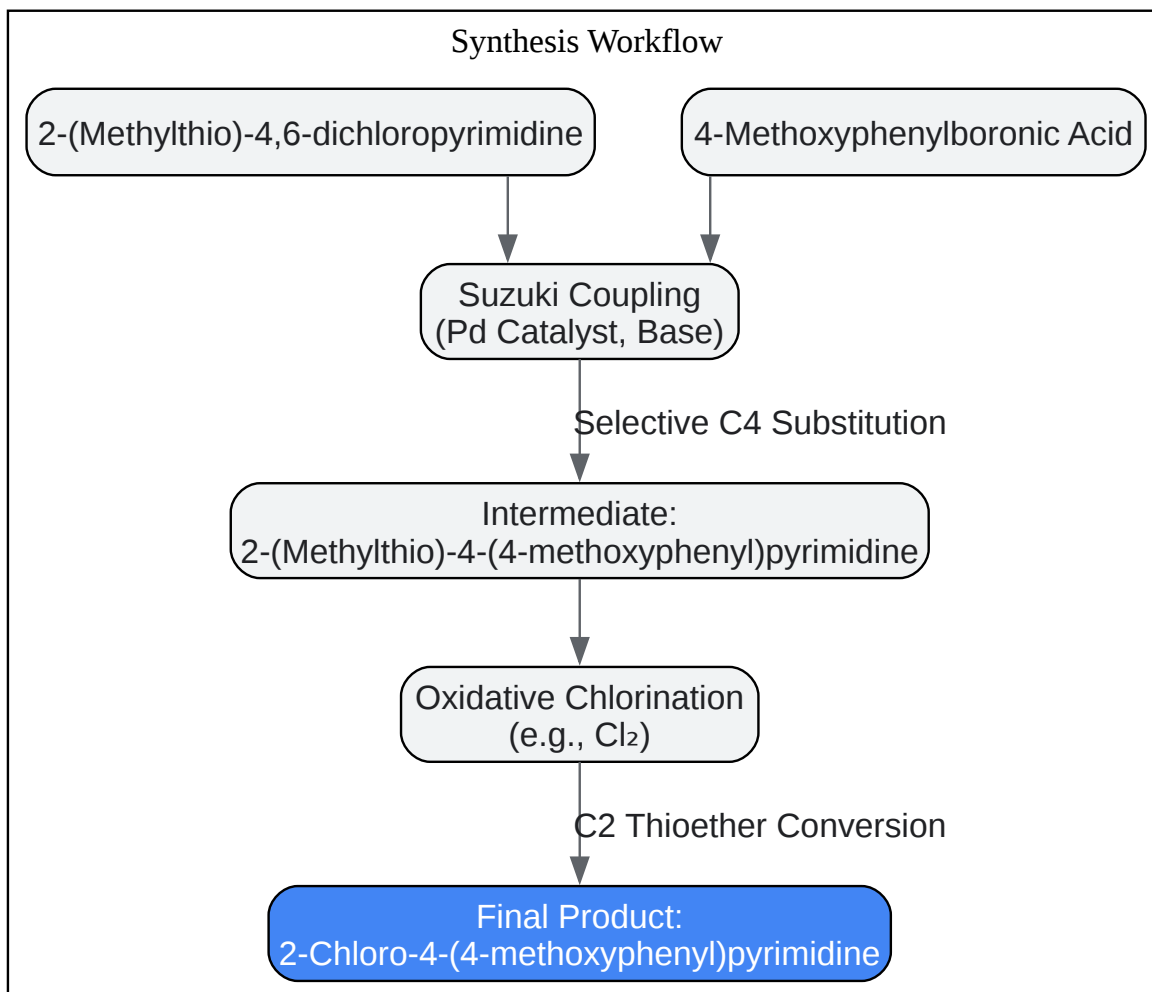 Synthesis Workflow
2-(Methylthio)-4,6-dichloropyrimidine
4-Methoxyphenylboronic Acid
Suzuki Coupling
(Pd Catalyst, Base)
Selective C4 Substitution
Intermediate:
2-(Methylthio)-4-(4-methoxyphenyl)pyrimidine
Oxidative Chlorination
(e.g., Cl₂)
C2 Thioether Conversion
Final Product:
2-Chloro-4-(4-methoxyphenyl)pyrimidine